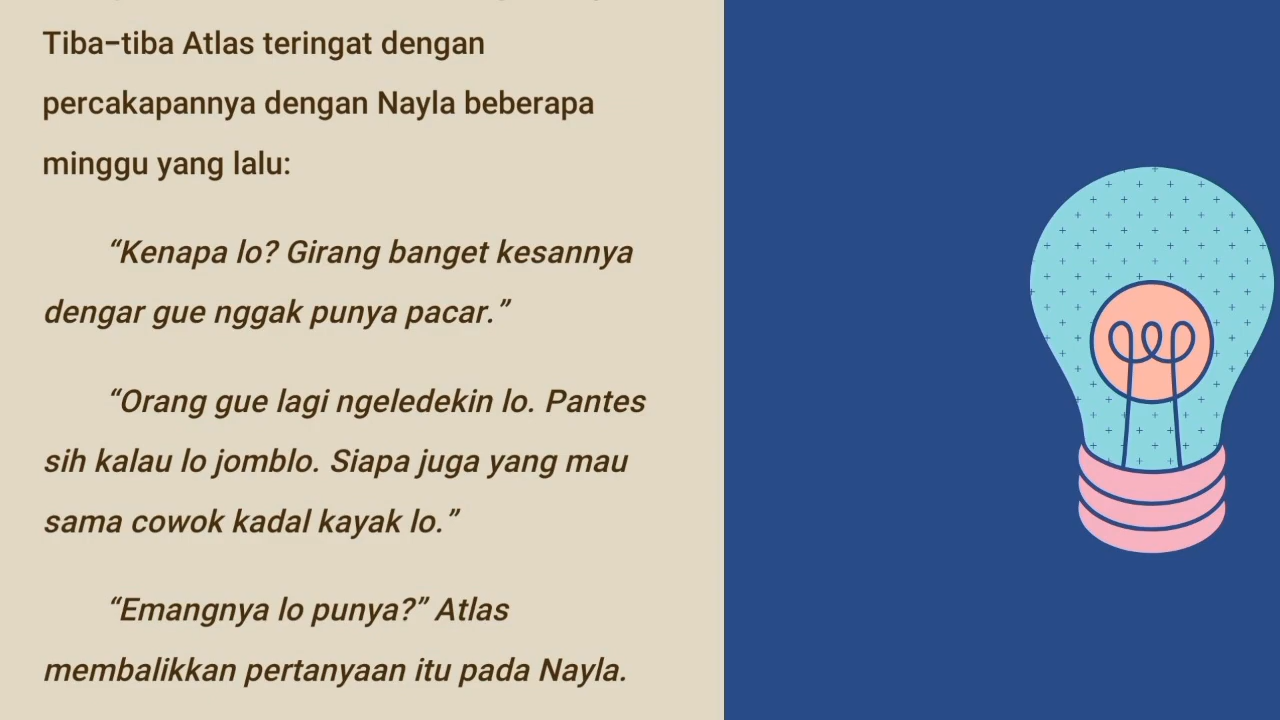 Tiba-tiba Atlas teringat dengan
percakapannya dengan Nayla beberapa
minggu yang lalu:
“Kenapa lo? Girang banget kesannya
dengar gue nggak punya pacar.”
“Orang gue lagi ngeledekin lo. Pantes
sih kalau lo jomblo. Siapa juga yang mau
sama cowok kadal kayak lo.”
“Emangnya lo punya?” Atlas
membalikkan pertanyaan itu pada Nayla.